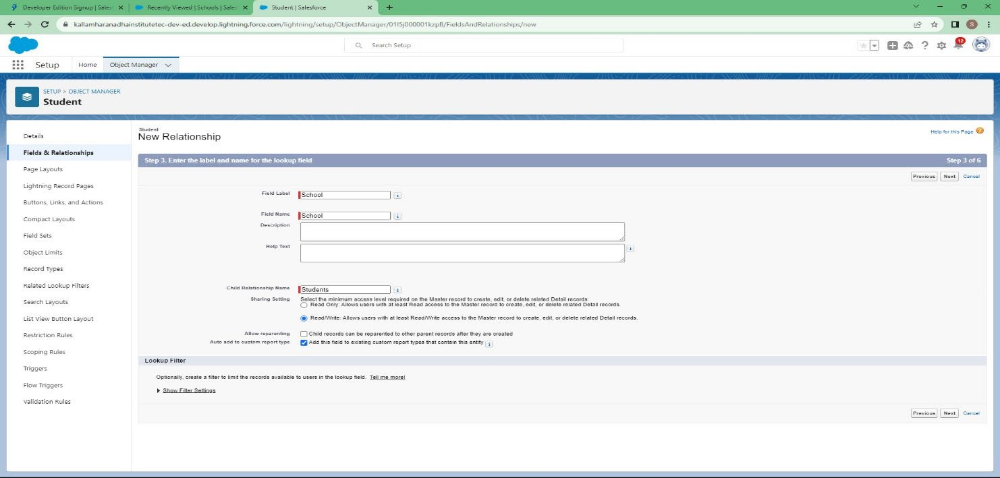 Developer Edition Signup | Sales
Recently Viewed | Schools | Sales
Student | Salesforce
kallamharanadhainstitutetec-dev-ed.develop.lightning.force.com/lightning/setup/ObjectManager/01I5j000001kzpB/FieldsAndRelationships/new
S
Search Setup
12
Setup
Home
Object Manager
SETUP > OBJECT MANAGER
Student
Details
Fields & Relationships
Page Layouts
Lightning Record Pages
Buttons, Links, and Actions
Compact Layouts
Field Sets
Object Limits
Record Types
Related Lookup Filters
Search Layouts
List View Button Layout
Restriction Rules
Scoping Rules
Triggers
Flow Triggers
Validation Rules
Student
New Relationship
Help for this Page
Step 3. Enter the label and name for the lookup field
Step 3 of 6
Previous Next Cancel
Field Label School
Field Name School
Description
Help Text
Child Relationship Name Students
Sharing Setting Select the minimum access level required on the Master record to create, edit, or delete related Detail records:
Read Only: Allows users with at least Read access to the Master record to create, edit, or delete related Detail records.
Read/Write: Allows users with at least Read/Write access to the Master record to create, edit, or delete related Detail records.
Allow reparenting Child records can be reparented to other parent records after they are created
Auto add to custom report type Add this field to existing custom report types that contain this entity
Lookup Filter
Optionally, create a filter to limit the records available to users in the lookup field. Tell me more!
Show Filter Settings
Previous Next Cancel